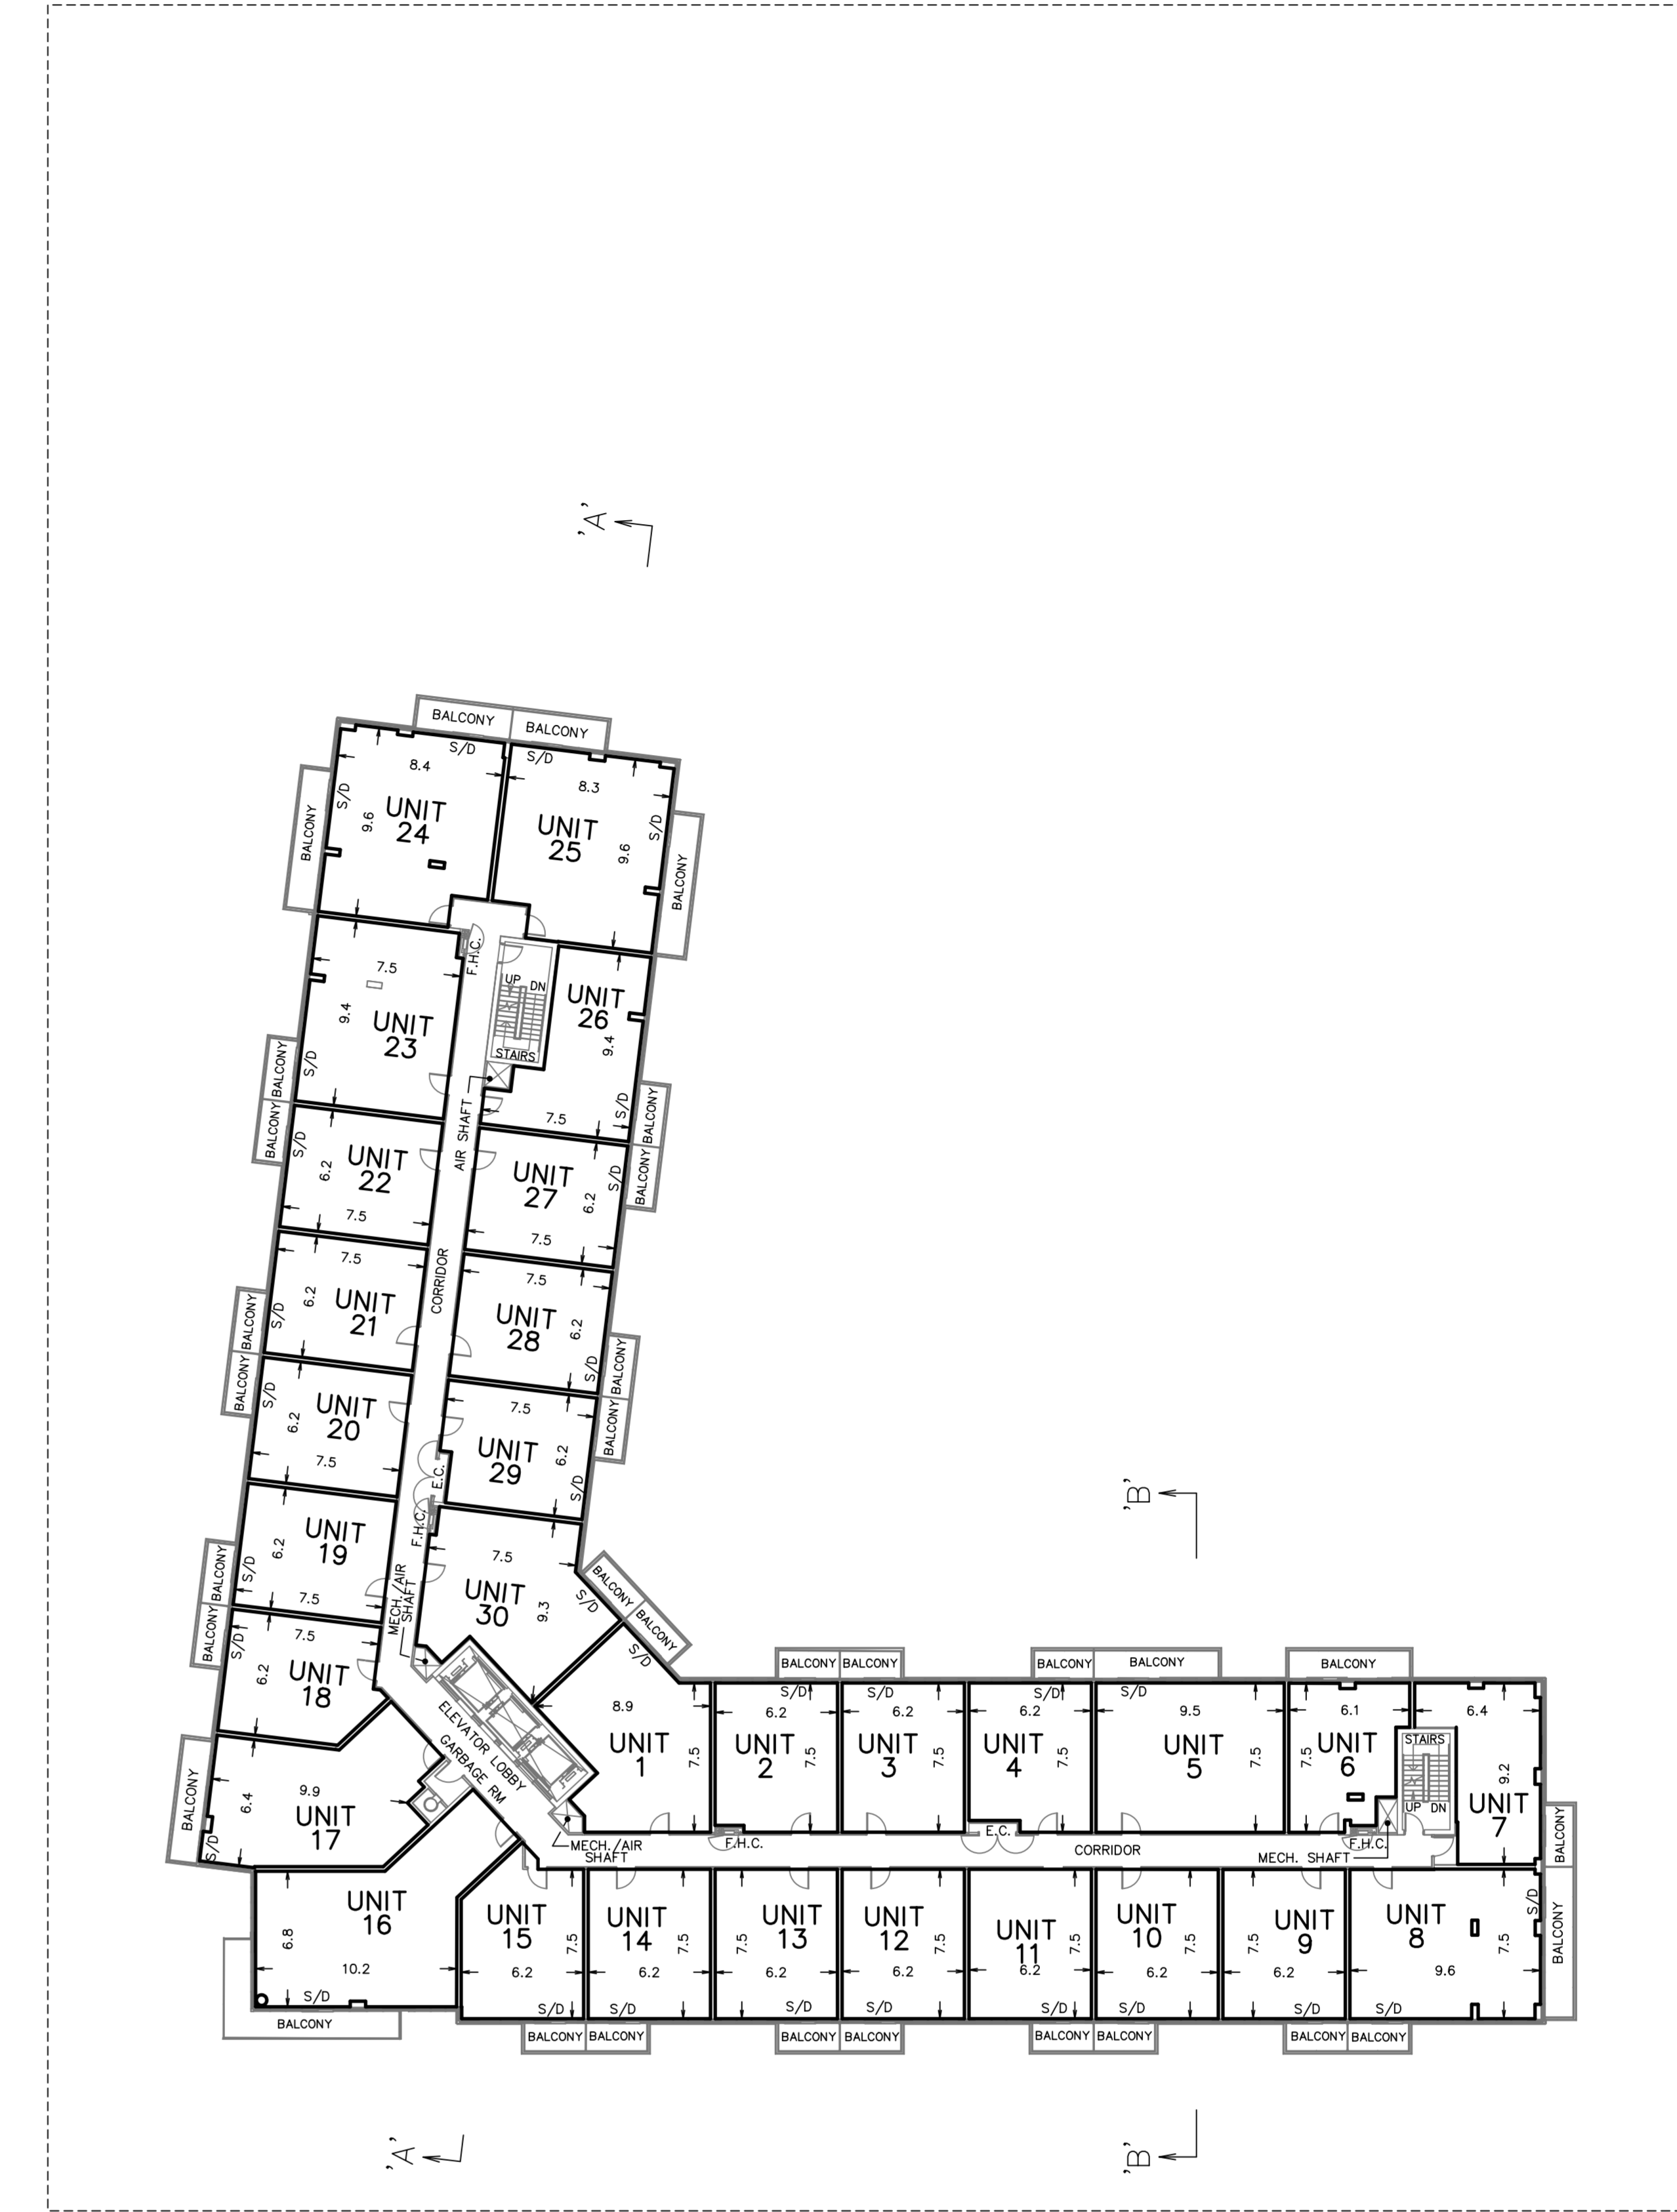 'A'
BALCONY
BALCONY
S/D
S/D
8.4
8.3
S/D
9.6
UNIT
24
BALCONY
UNIT
25
9.6
S/D
BALCONY
F.H.C.
7.5
9.4
UNIT
23
S/D
BALCONY
BALCONY
UP
DN
STAIRS
UNIT
26
9.4
7.5
S/D
BALCONY
BALCONY
AIR SHAFT
S/D
6.2
UNIT
22
7.5
UNIT
27
S/D
6.2
7.5
CORRIDOR
7.5
6.2
UNIT
21
S/D
BALCONY
BALCONY
7.5
UNIT
28
6.2
S/D
BALCONY
BALCONY
S/D
6.2
UNIT
20
7.5
7.5
UNIT
29
6.2
S/D
E.C.
F.H.C.
UNIT
19
6.2
S/D
7.5
BALCONY
BALCONY
MECH./AIR
SHAFT
7.5
UNIT
30
9.3
S/D
BALCONY
BALCONY
S/D
7.5
S/D
6.2
UNIT
18
ELEVATOR LOBBY
GARBAGE RM
BALCONY
6.4
9.9
UNIT
17
S/D
'B'
8.9
UNIT
1
7.5
BALCONY
BALCONY
S/D
6.2
UNIT
2
7.5
S/D
6.2
UNIT
3
7.5
BALCONY
BALCONY
S/D
6.2
UNIT
4
7.5
S/D
9.5
UNIT
5
7.5
BALCONY
6.1
7.5
UNIT
6
STAIRS
UP
DN
6.4
9.2
UNIT
7
BALCONY
MECH./AIR
SHAFT
F.H.C.
E.C.
CORRIDOR
MECH. SHAFT
F.H.C.
UNIT
16
6.8
10.2
S/D
BALCONY
UNIT
15
7.5
6.2
S/D
UNIT
14
7.5
6.2
S/D
UNIT
13
7.5
6.2
S/D
UNIT
12
7.5
6.2
S/D
UNIT
11
7.5
6.2
S/D
UNIT
10
7.5
6.2
S/D
UNIT
9
7.5
6.2
S/D
UNIT
8
7.5
9.6
S/D
S/D
BALCONY
BALCONY
BALCONY
BALCONY
BALCONY
BALCONY
BALCONY
BALCONY
BALCONY
'A'
'B'